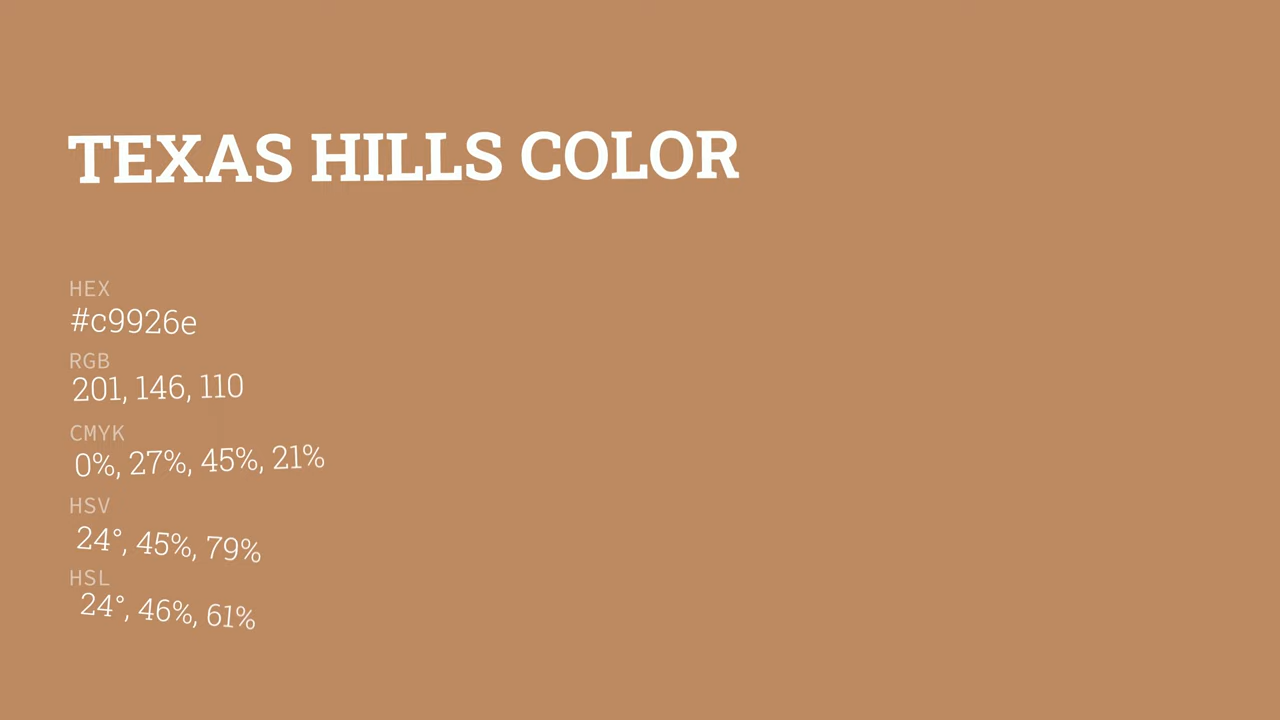 TEXAS HILLS COLOR
HEX
#c9926e
RGB
201, 146, 110
CMYK
0%, 27%, 45%, 21%
HSV
24°, 45%, 79%
HSL
24°, 46%, 61%